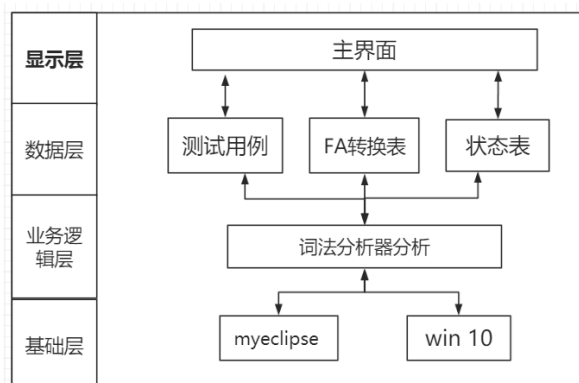 显示层
主界面
数据层
测试用例
FA转换表
状态表
业务逻
辑层
词法分析器分析
基础层
myeclipse
win 10